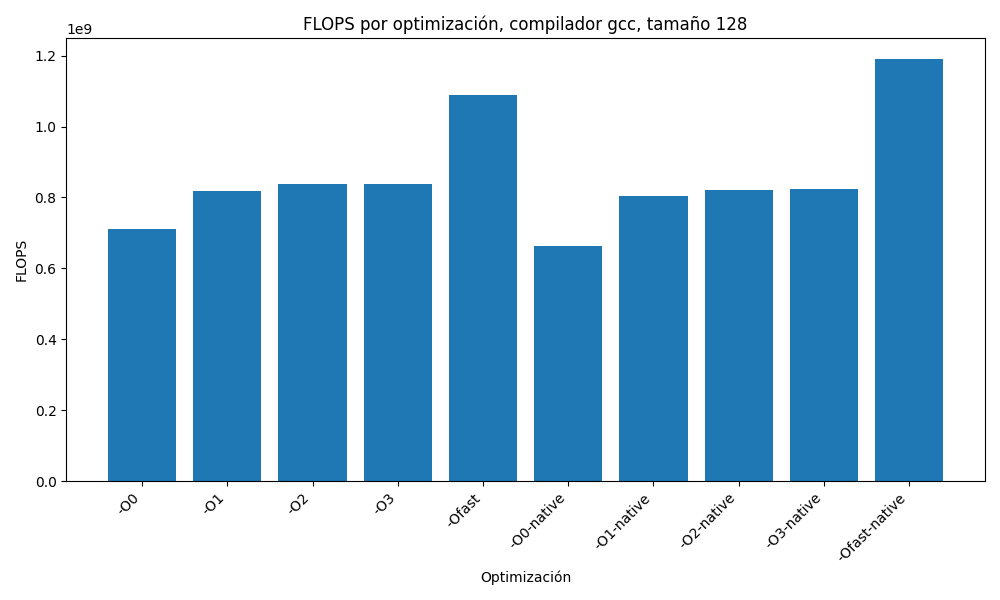 FLOPS por optimización, compilador gcc, tamaño 128
1e9
1.2
1.0
0.8
0.6
0.4
0.2
0.0
FLOPS
-O0
-O1
-O2
-O3
-Ofast
-O0-native
-O1-native
-O2-native
-O3-native
-Ofast-native
Optimización